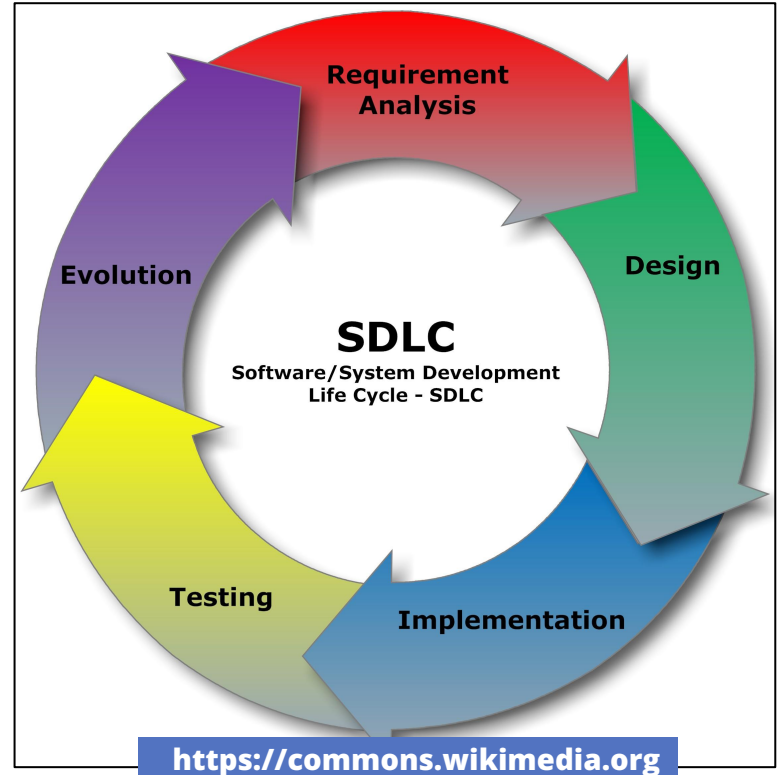 Requirement
Analysis
Design
Evolution
SDLC
Software/System Development
Life Cycle - SDLC
Testing
Implementation
https://commons.wikimedia.org